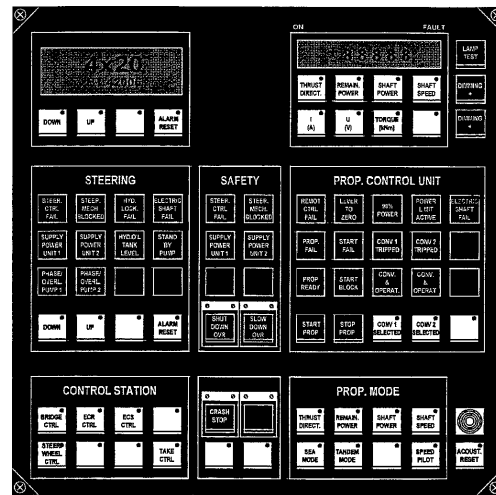 ON FAULT
4x20
LAMP
TEST
THRUST
DIRECT.
REMAIN.
POWER
SHAFT
POWER
SHAFT
SPEED
DIMMING
+
DOWN
UP
ALARM
RESET
I
(A)
U
(V)
TORQUE
(kNm)
DIMMING
STEERING
STEER.
CTRL
FAIL
STEER.
MECH
BLOCKED
HYD.
LOCK.
FAIL
ELECTRIC
SHAFT
FAIL
SUPPLY
POWER
UNIT 1
SUPPLY
POWER
UNIT 2
HYD.OIL
TANK
LEVEL
STAND
BY
PUMP
PHASE/
OVERL.
PUMP 1
PHASE/
OVERL.
PUMP 2
DOWN
UP
ALARM
RESET
SAFETY
STEER.
CTRL
FAIL
STEER.
MECH
BLOCKED
SUPPLY
POWER
UNIT 1
SUPPLY
POWER
UNIT 2
SHUT
DOWN
OVR
SLOW
DOWN
OVR
PROP. CONTROL UNIT
REMOT
CTRL
FAIL
LEVER
TO
ZERO
90%
POWER
POWER
LIMIT
ACTIVE
ELECTRIC
SHAFT
FAIL
PROP.
FAIL
START
FAIL
CONV 1
TRIPPED
CONV 2
TRIPPED
PROP
READY
START
BLOCK
CONV.
&
OPERAT.
CONV.
&
OPERAT
START
PROP
STOP
PROP
CONV 1
SELECTED
CONV 2
SELECTED
CONTROL STATION
BRIDGE
CTRL
ECR
CTRL
ECS
CTRL
STEERG
WHEEL
CTRL
TAKE
CTRL
CRASH
STOP
PROP. MODE
THRUST
DIRECT.
REMAIN.
POWER
SHAFT
POWER
SHAFT
SPEED
SEA
MODE
TANDEM
MODE
SPEED
PILOT
ACOUST.
RESET